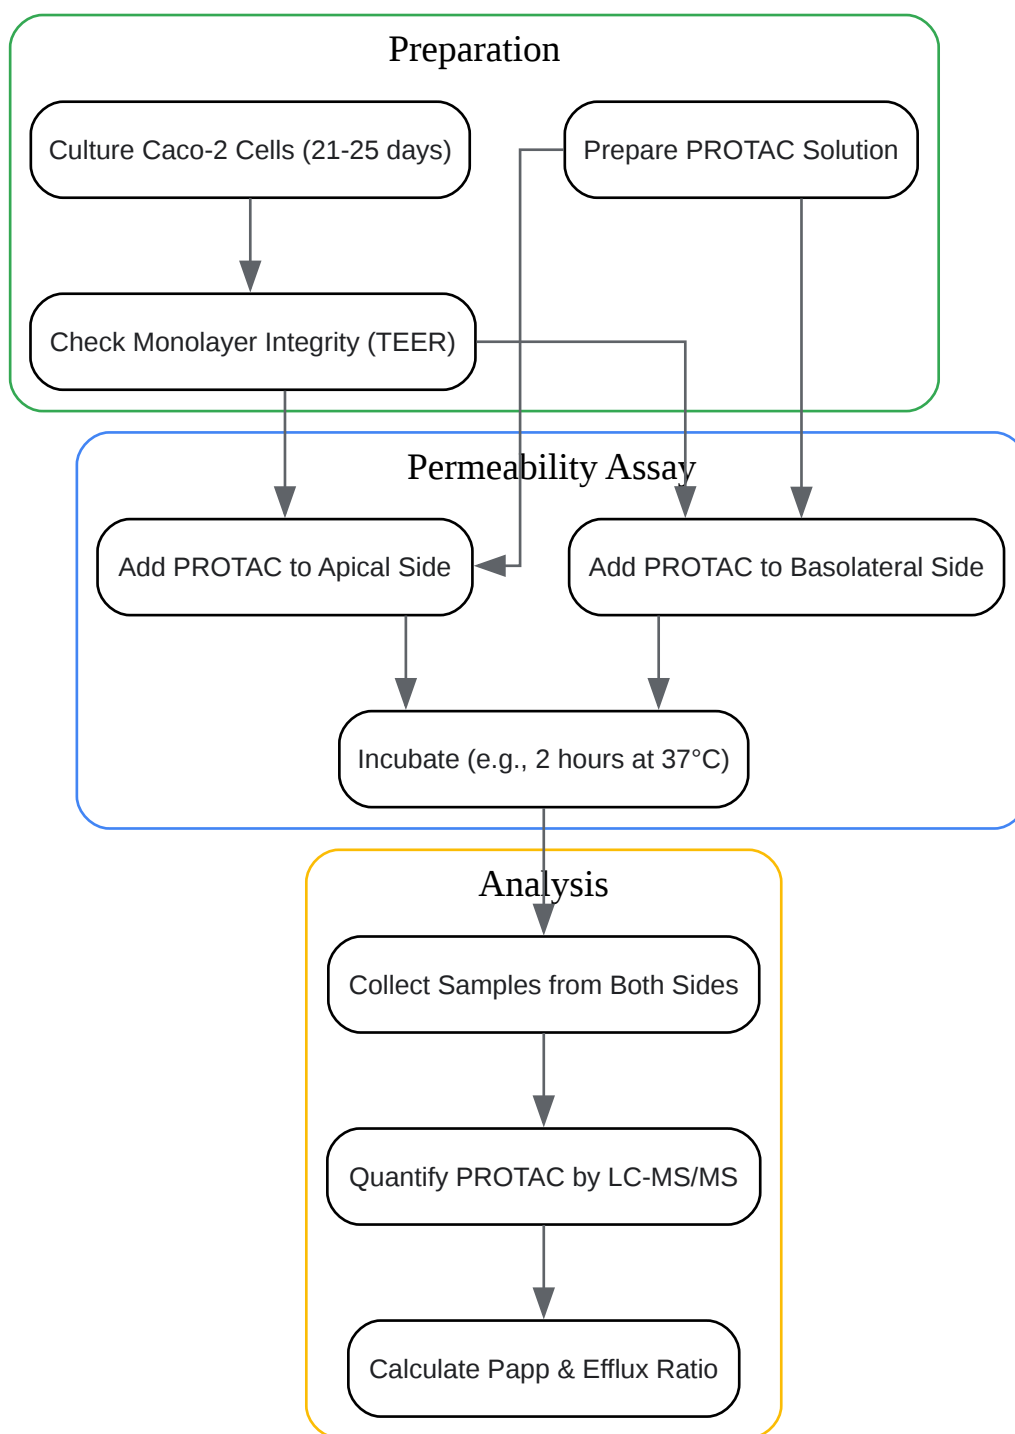 Preparation
Culture Caco-2 Cells (21-25 days)
Prepare PROTAC Solution
Check Monolayer Integrity (TEER)
Permeability Assay
Add PROTAC to Apical Side
Add PROTAC to Basolateral Side
Incubate (e.g., 2 hours at 37°C)
Analysis
Collect Samples from Both Sides
Quantify PROTAC by LC-MS/MS
Calculate Papp & Efflux Ratio